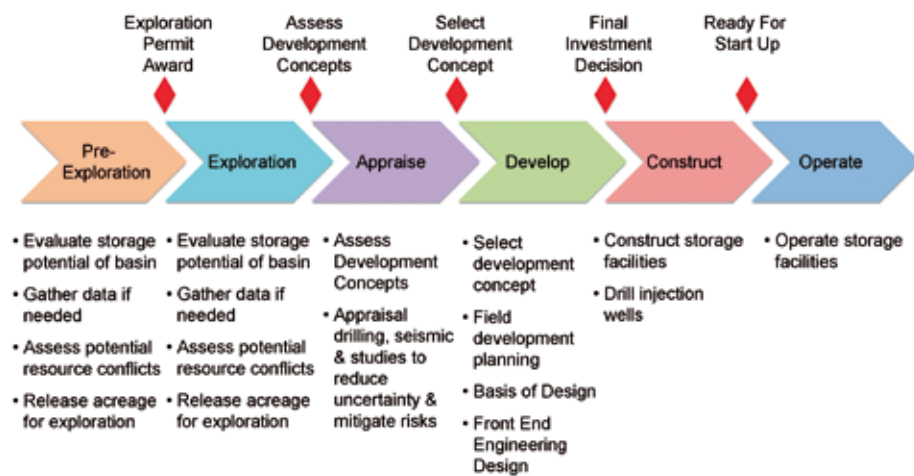 Exploration
Permit
Award
Assess
Development
Concepts
Select
Development
Concept
Final
Investment
Decision
Ready For
Start Up
Pre-
Exploration
Exploration
Appraise
Develop
Construct
Operate
• Evaluate storage
potential of basin
• Gather data if
needed
• Assess potential
resource conflicts
• Release acreage
for exploration
• Evaluate storage
potential of basin
• Gather data if
needed
• Assess potential
resource conflicts
• Release acreage
for exploration
• Assess
Development
Concepts
• Appraisal
drilling, seismic
& studies to
reduce
uncertainty &
mitigate risks
• Select
development
concept
• Field
development
planning
• Basis of Design
• Front End
Engineering
Design
• Construct storage
facilities
• Drill injection
wells
• Operate storage
facilities